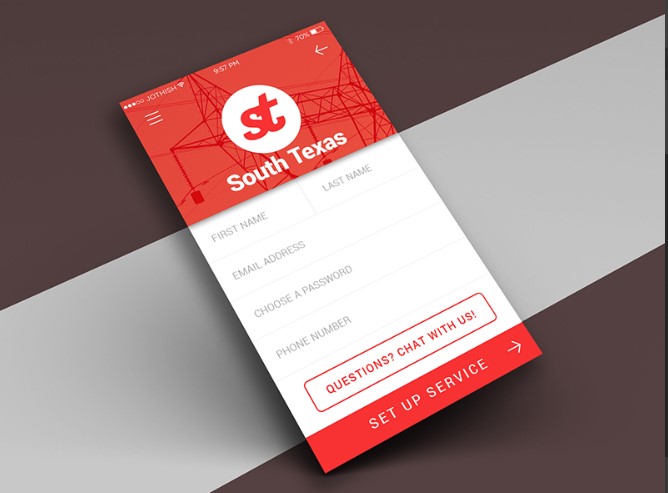 JOTHISH 9:57 PM 70%
st
South Texas
FIRST NAME LAST NAME
EMAIL ADDRESS
CHOOSE A PASSWORD
PHONE NUMBER
QUESTIONS? CHAT WITH US!
SET UP SERVICE